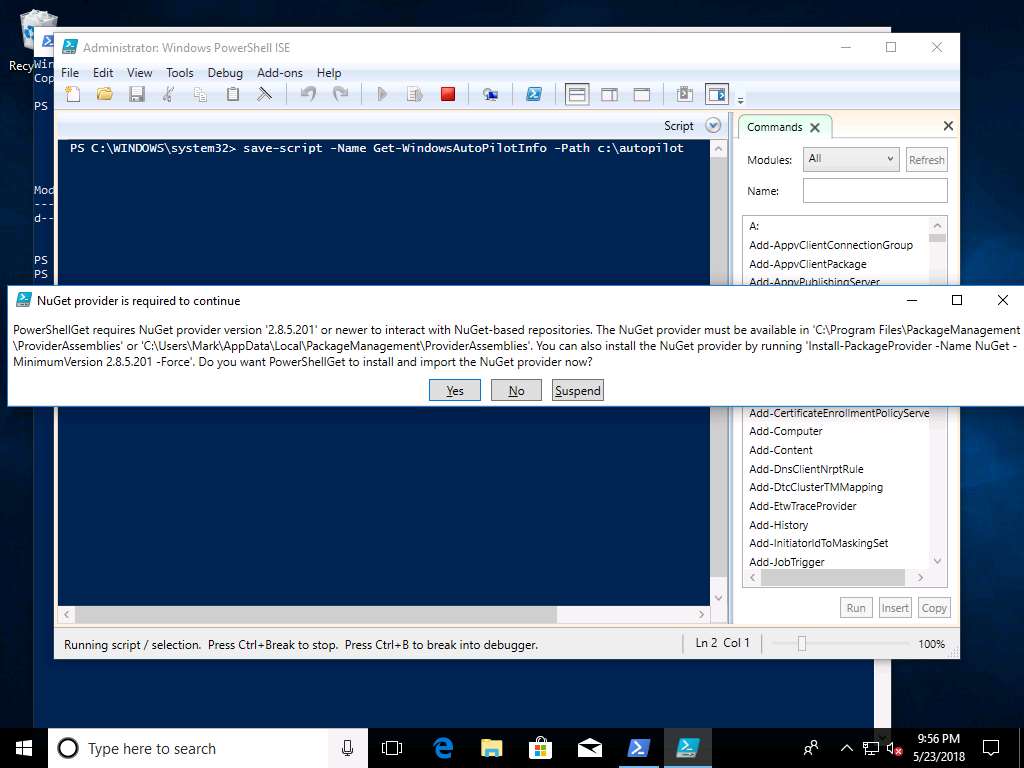 Recy
Win
Cop
PS
Mod
----
d--
PS
PS
Administrator: Windows PowerShell ISE
File Edit View Tools Debug Add-ons Help
Script
PS C:\WINDOWS\system32> save-script -Name Get-WindowsAutoPilotInfo -Path c:\autopilot
Commands
Modules: All Refresh
Name:
A:
Add-AppvClientConnectionGroup
Add-AppvClientPackage
Add-AppvPublishingServer
NuGet provider is required to continue
PowerShellGet requires NuGet provider version '2.8.5.201' or newer to interact with NuGet-based repositories. The NuGet provider must be available in 'C:\Program Files\PackageManagement
\ProviderAssemblies' or 'C:\Users\Mark\AppData\Local\PackageManagement\ProviderAssemblies'. You can also install the NuGet provider by running 'Install-PackageProvider -Name NuGet -
MinimumVersion 2.8.5.201 -Force'. Do you want PowerShellGet to install and import the NuGet provider now?
Yes No Suspend
Add-CertificateEnrollmentPolicyServe
Add-Computer
Add-Content
Add-DnsClientNrptRule
Add-DtcClusterTMMapping
Add-EtwTraceProvider
Add-History
Add-InitiatorIdToMaskingSet
Add-JobTrigger
Run Insert Copy
Running script / selection. Press Ctrl+Break to stop. Press Ctrl+B to break into debugger.
Ln 2 Col 1
100%
Type here to search
9:56 PM
5/23/2018